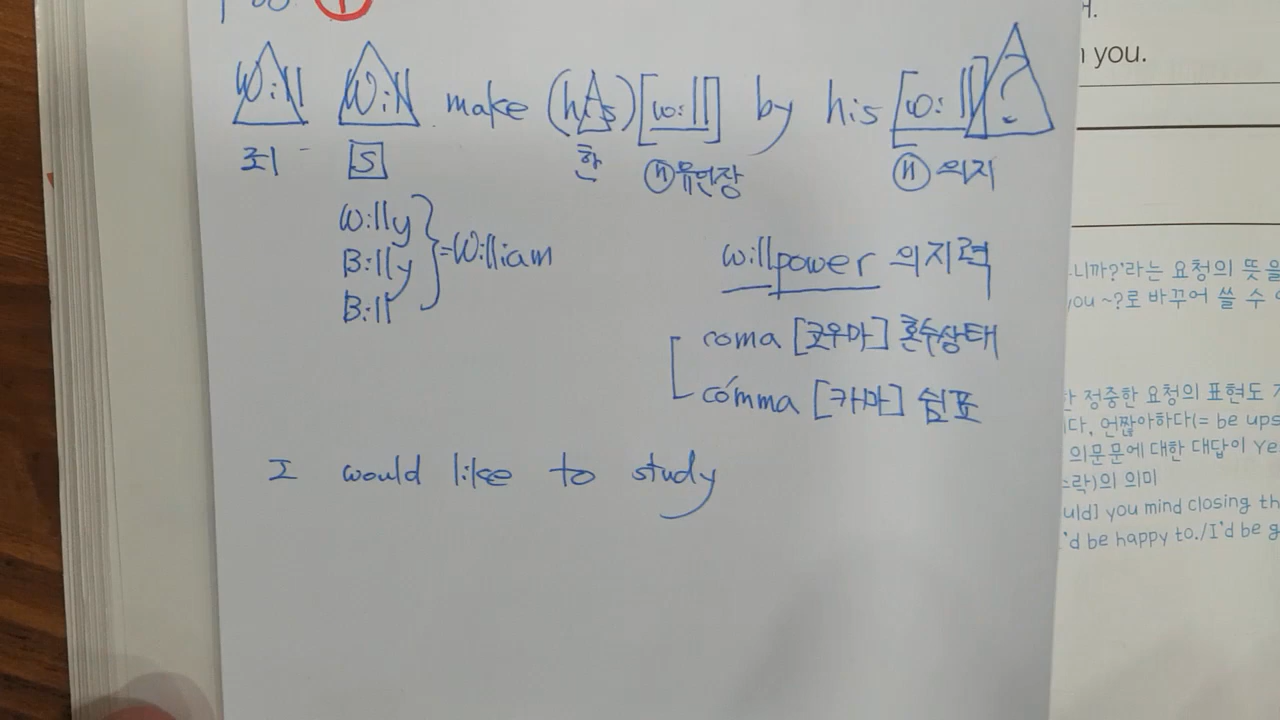 ①
Will Will make (his) [will] by his [will]?
조 S 한 ⓝ유언장 ⓝ 의지
Willy
Billy
Bill
=William
willpower 의지력
coma [코우마] 혼수상태
cómma [카마] 쉼표
I would like to study
you.
니까?'라는 요청의 뜻을
you ~?로 바꾸어 쓸 수
한 정중한 요청의 표현도
다, 언짢아하다(= be ups
의문문에 대한 대답이 Ye
락)의 의미
uld] you mind closing th
'd be happy to./I'd be g